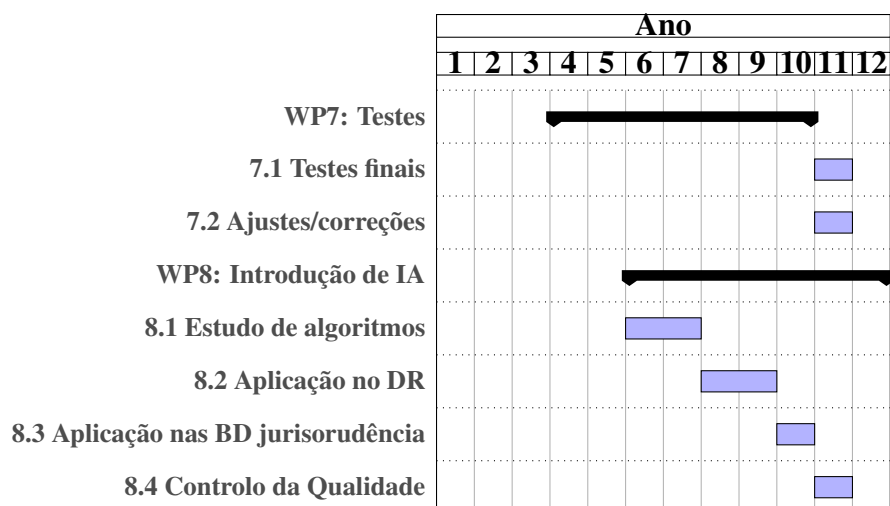 Ano
1 2 3 4 5 6 7 8 9 10 11 12
WP7: Testes
7.1 Testes finais
7.2 Ajustes/correções
WP8: Introdução de IA
8.1 Estudo de algoritmos
8.2 Aplicação no DR
8.3 Aplicação nas BD jurisorudência
8.4 Controlo da Qualidade